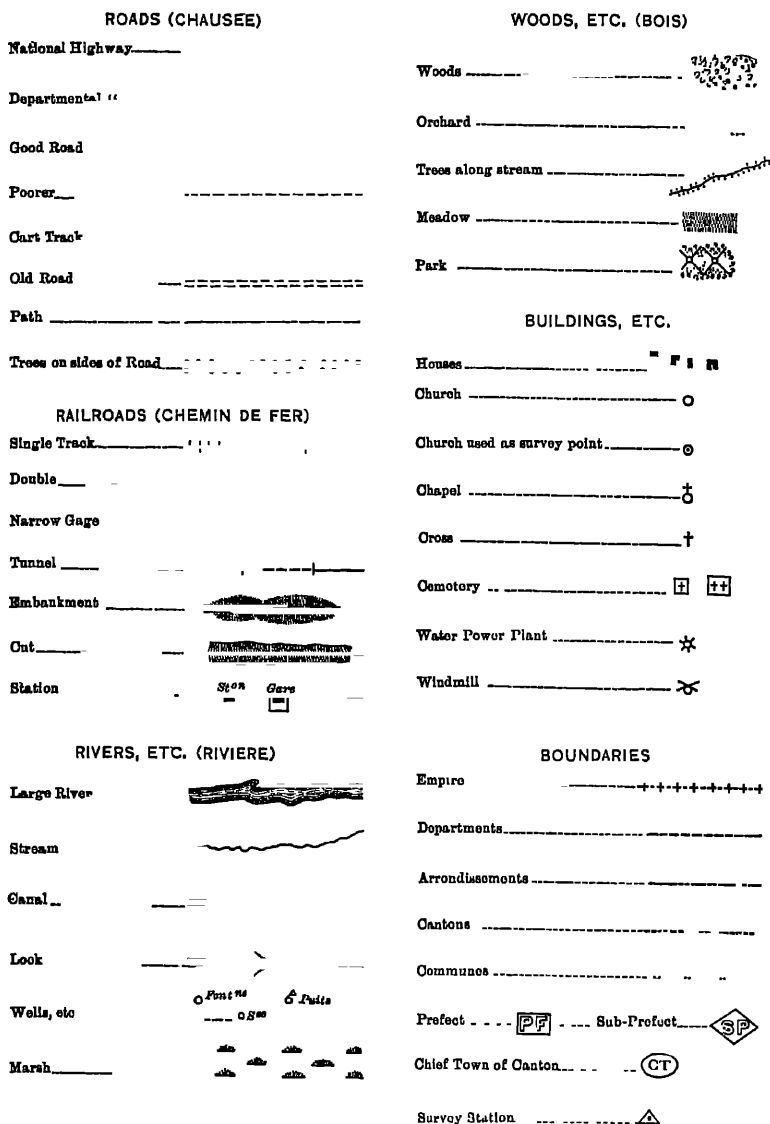 ROADS (CHAUSEE)
National Highway
Departmental "
Good Road
Poorer
Cart Track
Old Road
Path
Trees on sides of Road
RAILROADS (CHEMIN DE FER)
Single Track
Double
Narrow Gage
Tunnel
Embankment
Cut
Station
Ston Gare
RIVERS, ETC. (RIVIERE)
Large River
Stream
Canal
Lock
Wells, etc
Fontne Puits
Marsh
WOODS, ETC. (BOIS)
Woods
Orchard
Trees along stream
Meadow
Park
BUILDINGS, ETC.
Houses
Church
Church used as survey point
Chapel
Cross
Cemetery
Water Power Plant
Windmill
BOUNDARIES
Empire
Departments
Arrondissements
Cantons
Communes
Prefect PF Sub-Prefect SP
Chief Town of Canton CT
Survey Station